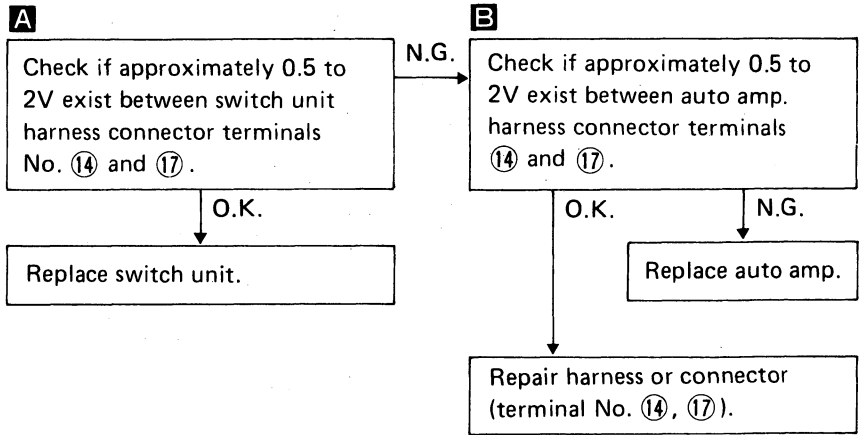 A
Check if approximately 0.5 to
2V exist between switch unit
harness connector terminals
No. ⑭ and ⑰.
N.G.
O.K.
Replace switch unit.
B
Check if approximately 0.5 to
2V exist between auto amp.
harness connector terminals
⑭ and ⑰.
O.K.
N.G.
Replace auto amp.
Repair harness or connector
(terminal No. ⑭, ⑰).